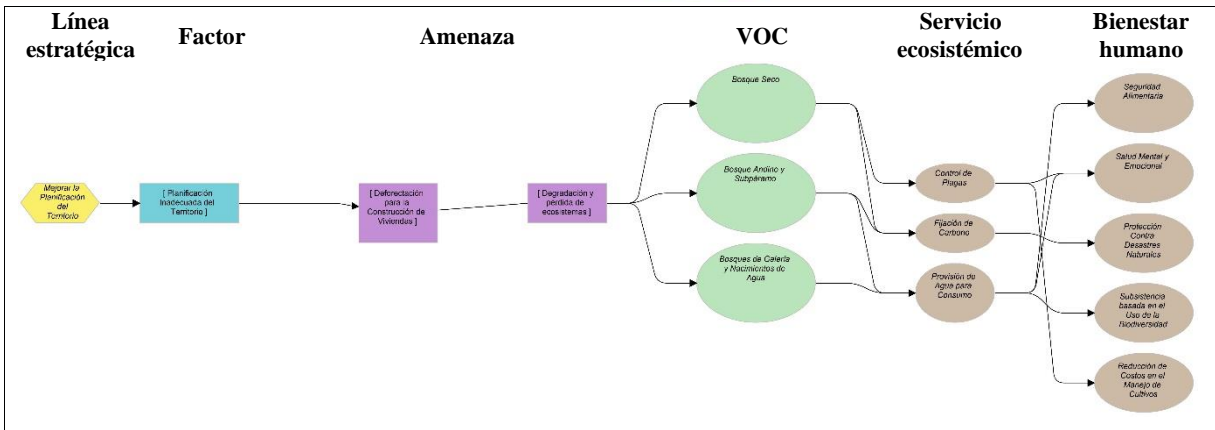 Línea
estratégica
Factor
Amenaza
VOC
Servicio
ecosistémico
Bienestar
humano
Mejorar la
Planificación
del
Territorio
[ Planificación
Inadecuada del
Territorio ]
[ Deforectación
para la
Construcción de
Viviendas ]
[ Degradación y
pérdida de
ecosistemas ]
Bosque Seco
Bosque Andino y
Subpáramo
Bosques de Galería
y Nacimientos de
Agua
Control de
Plagas
Fijación de
Carbono
Provisión de
Agua para
Consumo
Seguridad
Alimentaria
Salud Mental y
Emocional
Protección
Contra
Desastres
Naturales
Subsistencia
basada en el
Uso de la
Biodiversidad
Reducción de
Costos en el
Manejo de
Cultivos